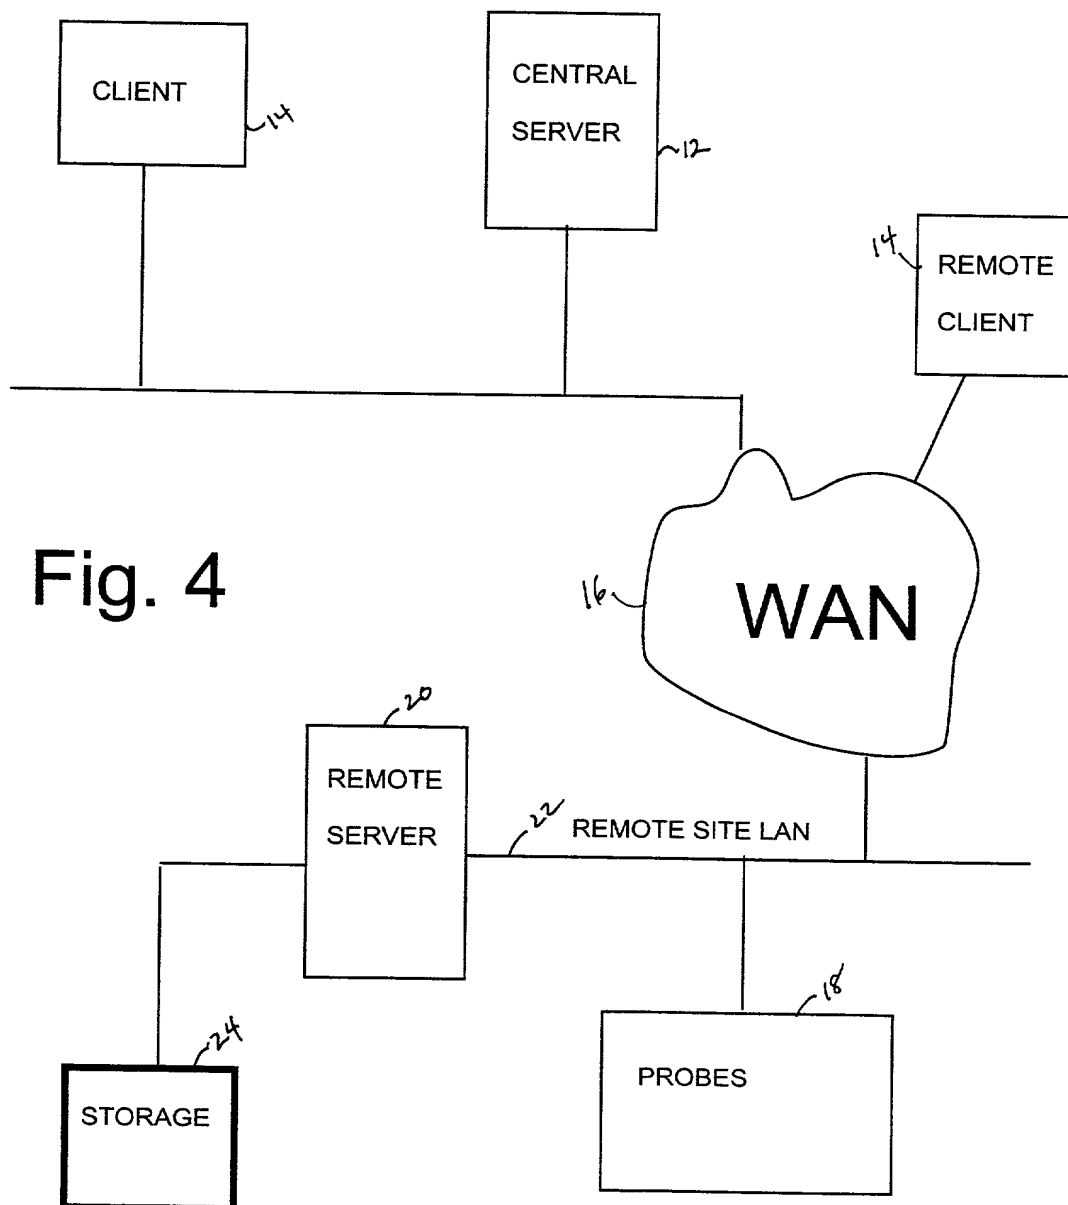 CLIENT
14
CENTRAL
SERVER
12
14
REMOTE
CLIENT
Fig. 4
16
WAN
20
REMOTE
SERVER
22
REMOTE SITE LAN
18
PROBES
24
STORAGE